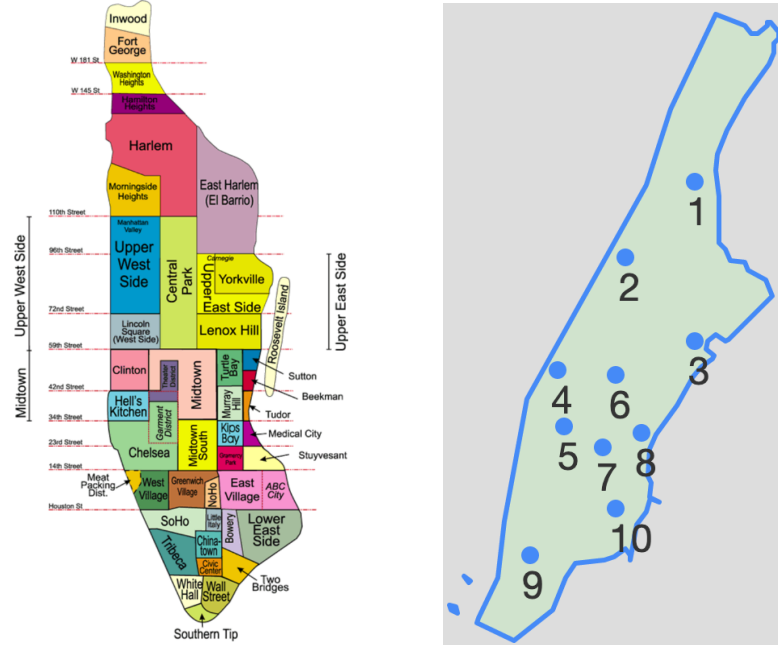 Inwood
Fort
George
W 181 St
Washington
Heights
W 145 St
Hamilton
Heights
Harlem
East Harlem
(El Barrio)
Morningside
Heights
110th Street
Manhattan
Valley
Upper
West
Side
Central
Park
96th Street
Carnegie
Upper
East Side
Yorkville
72nd Street
Lincoln
Square
(West Side)
Lenox Hill
59th Street
Upper West Side
Upper East Side
Roosevelt Island
Midtown
Clinton
Theater
District
Midtown
Turtle
Bay
Sutton
Beekman
42nd Street
Hell's
Kitchen
Garment
District
Murray
Hill
Tudor
34th Street
Chelsea
Midtown
South
Kips
Bay
Medical City
23rd Street
Gramercy
Park
Stuyvesant
14th Street
Meat
Packing
Dist.
West
Village
Greenwich
Village
NoHo
East
Village
ABC
City
Houston St
SoHo
Little
Italy
Bowery
Lower
East
Side
Tribeca
China-
town
Civic
Center
Two
Bridges
White
Hall
Wall
Street
Southern Tip
1
2
3
4
6
5
7
8
10
9